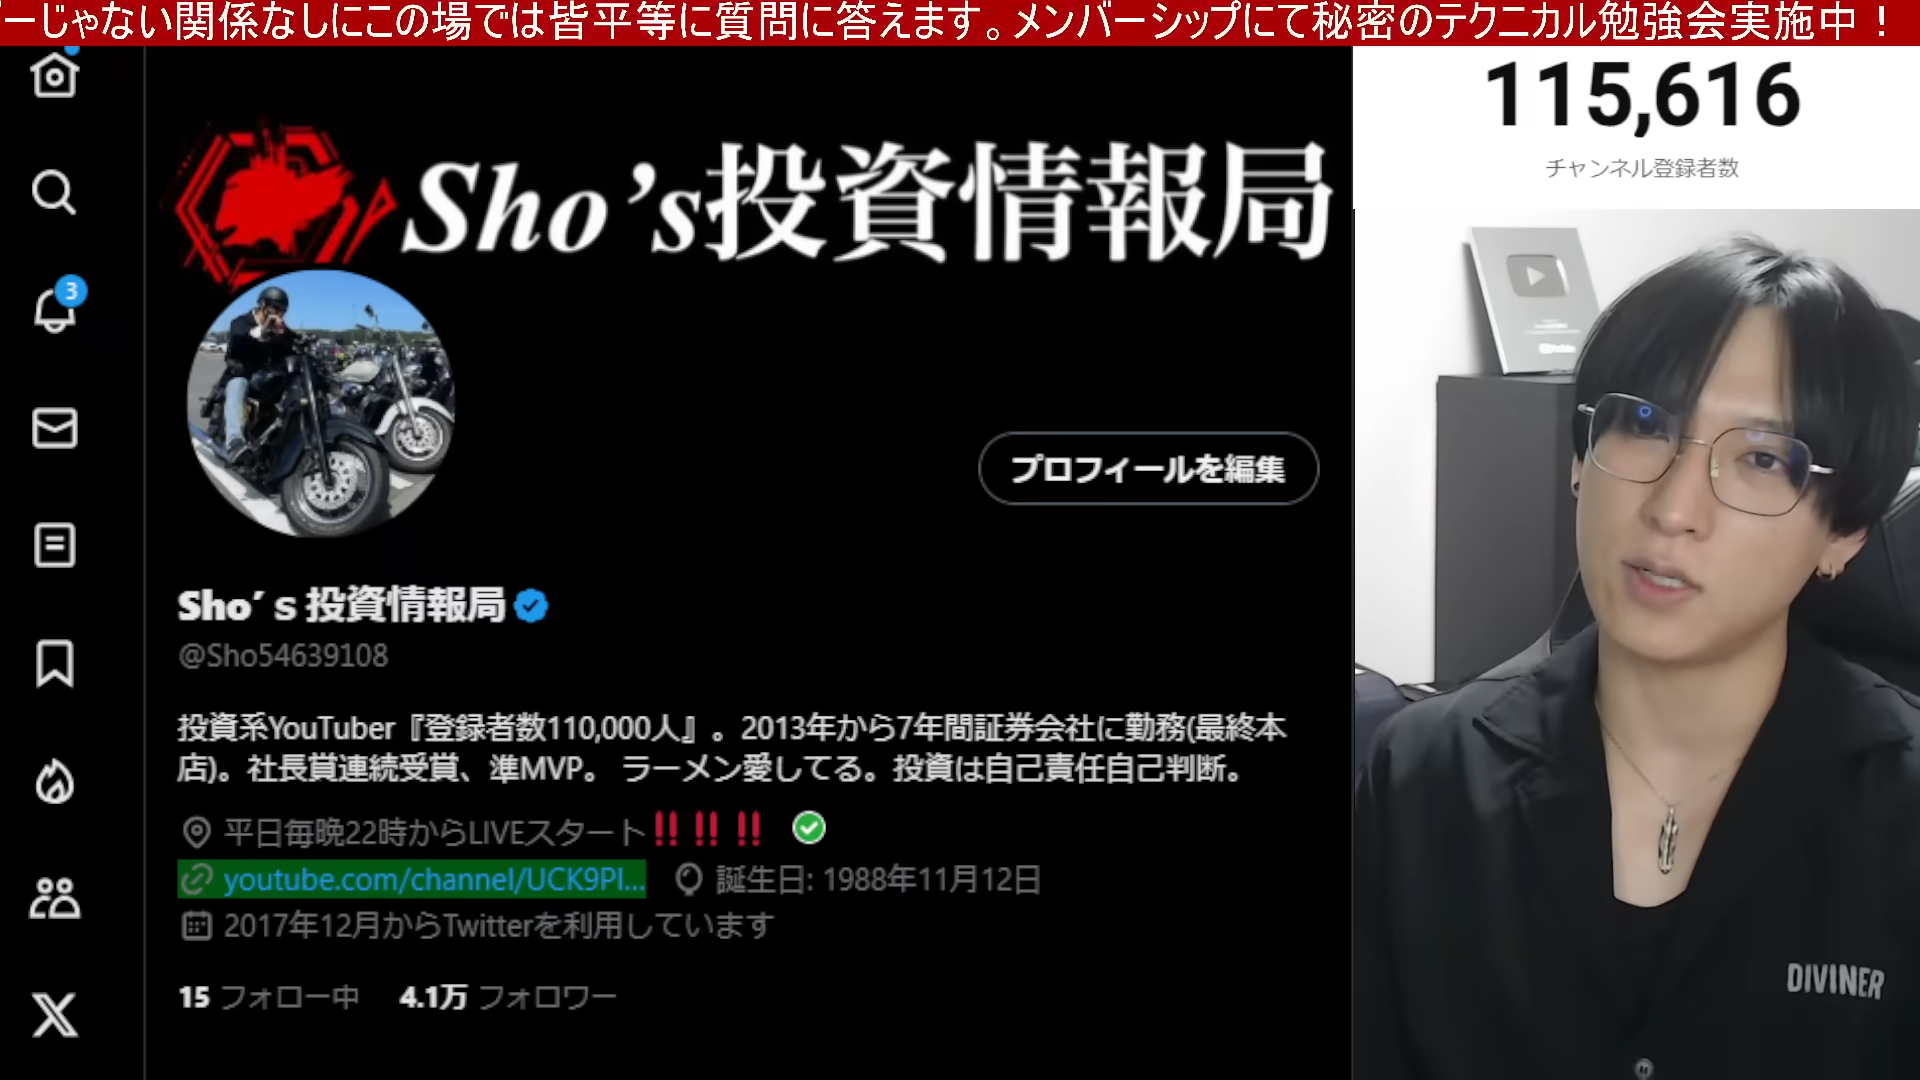 ーじゃない関係なしにこの場では皆平等に質問に答えます。メンバーシップにて秘密のテクニカル勉強会実施中！
115,616
チャンネル登録者数
Sho’s投資情報局
3
プロフィールを編集
Sho′ｓ投資情報局
@Sho54639108
投資系YouTuber『登録者数110,000人』。2013年から7年間証券会社に勤務(最終本
店)。社長賞連続受賞、準MVP。 ラーメン愛してる。投資は自己責任自己判断。
平日毎晩22時からLIVEスタート‼️‼️‼️ ✅
youtube.com/channel/UCK9Pl... 誕生日: 1988年11月12日
2017年12月からTwitterを利用しています
15 フォロー中 4.1万 フォロワー
DIVINER